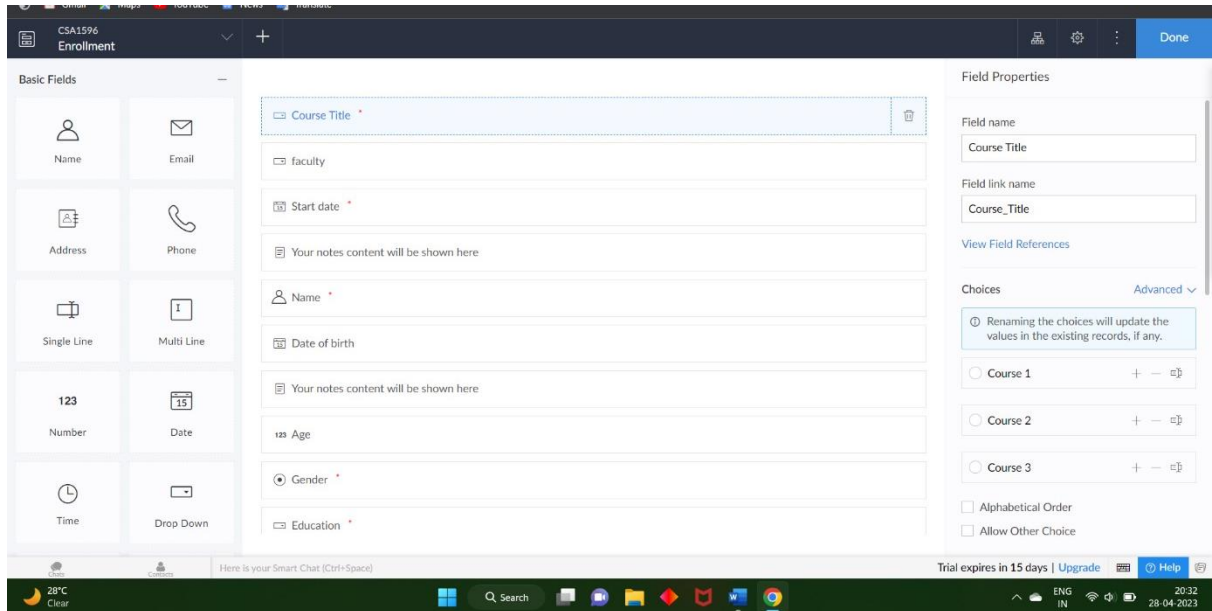 Gmail
Maps
YouTube
News
Translate
CSA1596
Enrollment
Done
Basic Fields
Name
Email
Address
Phone
Single Line
Multi Line
123
Number
15
Date
Time
Drop Down
Course Title *
faculty
15 Start date *
Your notes content will be shown here
Name *
15 Date of birth
Your notes content will be shown here
123 Age
Gender *
Education *
Field Properties
Field name
Course Title
Field link name
Course_Title
View Field References
Choices
Advanced
Renaming the choices will update the
values in the existing records, if any.
Course 1
Course 2
Course 3
Alphabetical Order
Allow Other Choice
Chats
Contacts
Here is your Smart Chat (Ctrl+Space)
Trial expires in 15 days | Upgrade
Help
28°C
Clear
Search
ENG
IN
20:32
28-04-2023